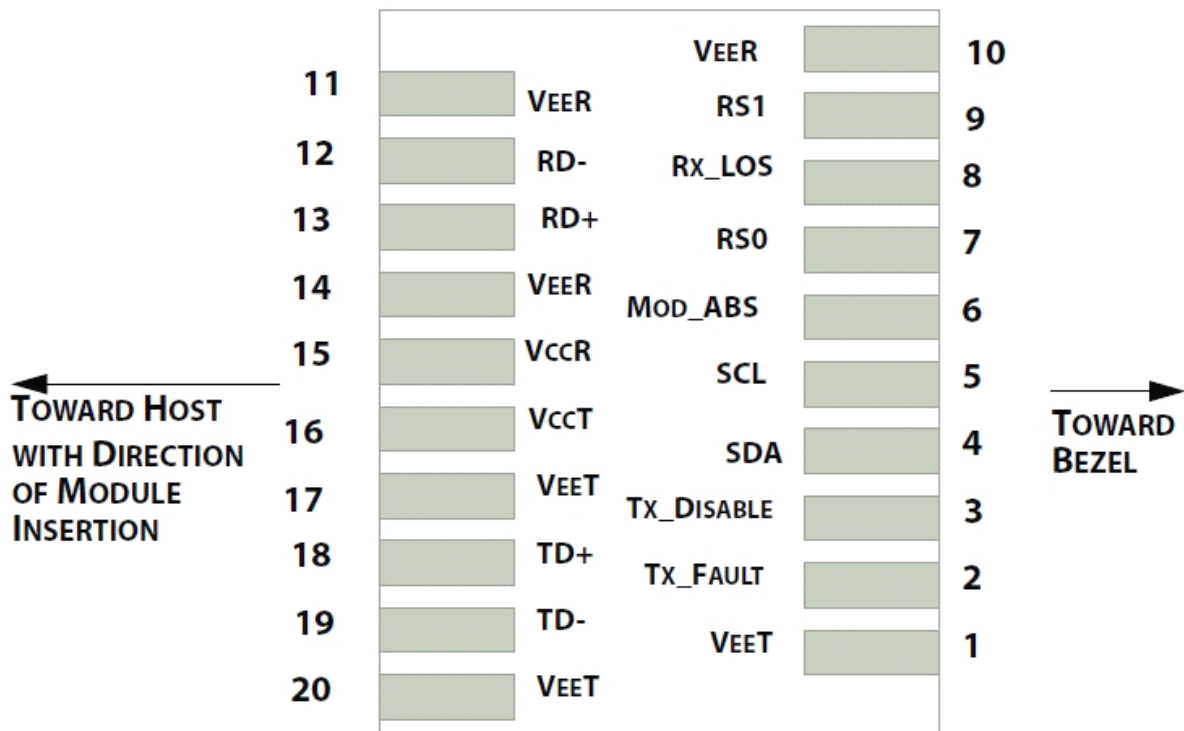 VEER 10
11 VEER
RS1 9
12 RD-
RX_LOS 8
13 RD+
RS0 7
14 VEER
MOD_ABS 6
15 VCCR
SCL 5
TOWARD HOST
WITH DIRECTION
OF MODULE
INSERTION
16 VCCT
TOWARD
BEZEL
SDA 4
17 VEET
TX_DISABLE 3
18 TD+
TX_FAULT 2
19 TD-
VEET 1
20 VEET